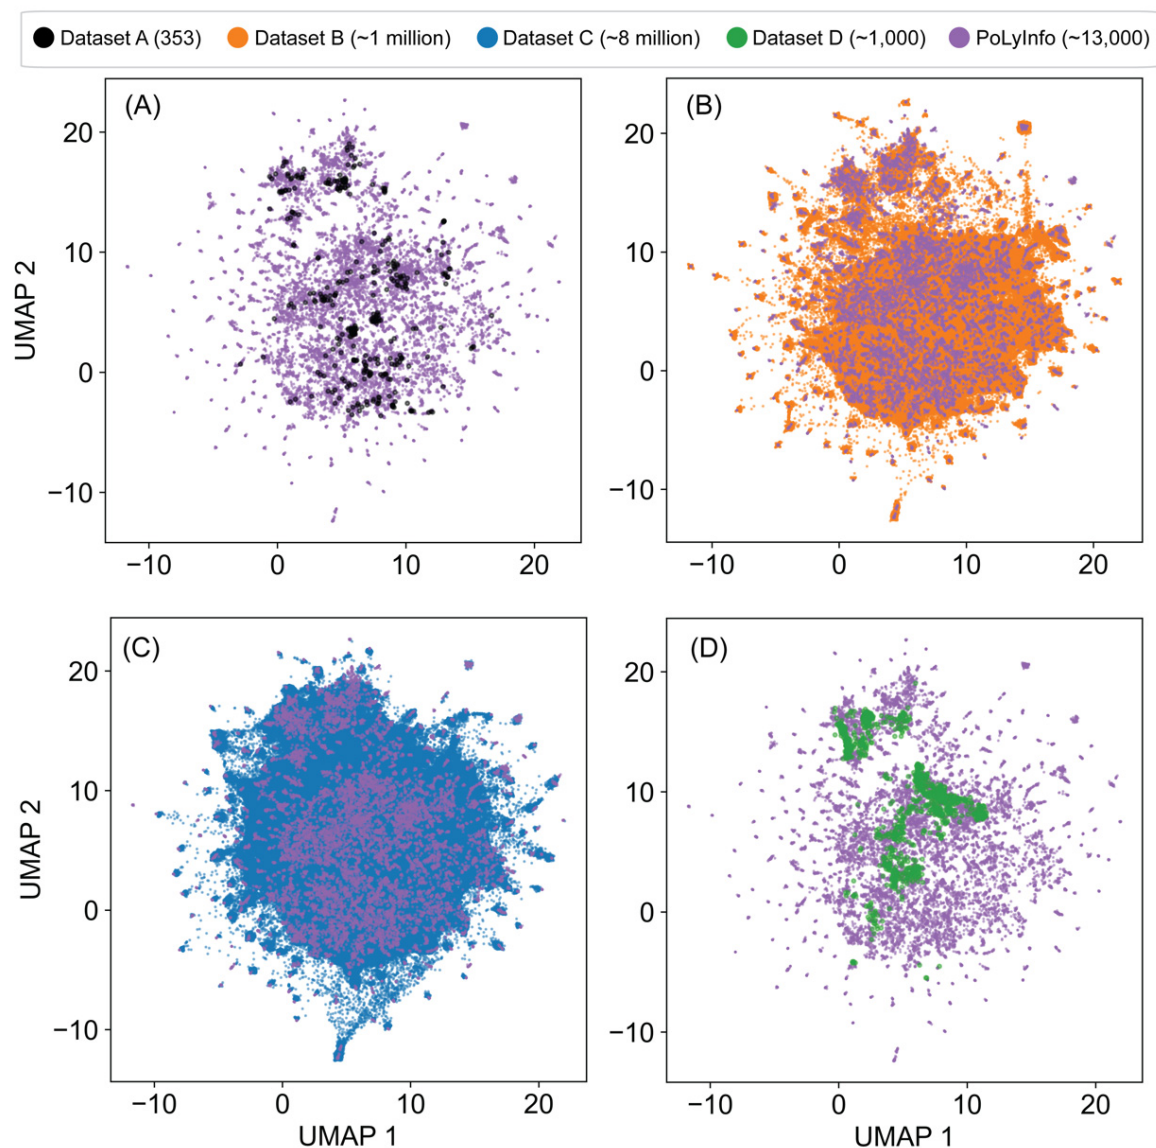 Dataset A (353) Dataset B (~1 million) Dataset C (~8 million) Dataset D (~1,000) PoLyInfo (~13,000)
(A) (B)
20 20
10 10
UMAP 2
0 0
−10 −10
−10 0 10 20 −10 0 10 20
(C) (D)
20 20
10 10
UMAP 2
0 0
−10 −10
−10 0 10 20 −10 0 10 20
UMAP 1 UMAP 1